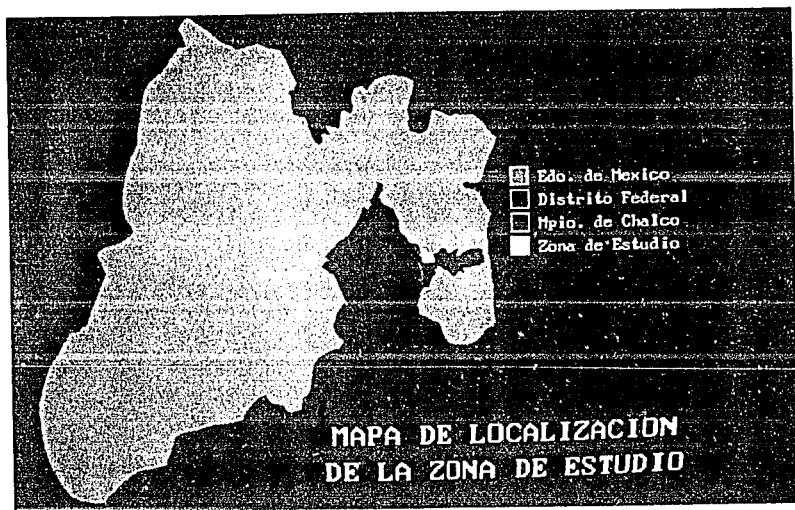 Edo. de Mexico
Distrito Federal
Mpio. de Chalco
Zona de Estudio
MAPA DE LOCALIZACION
DE LA ZONA DE ESTUDIO